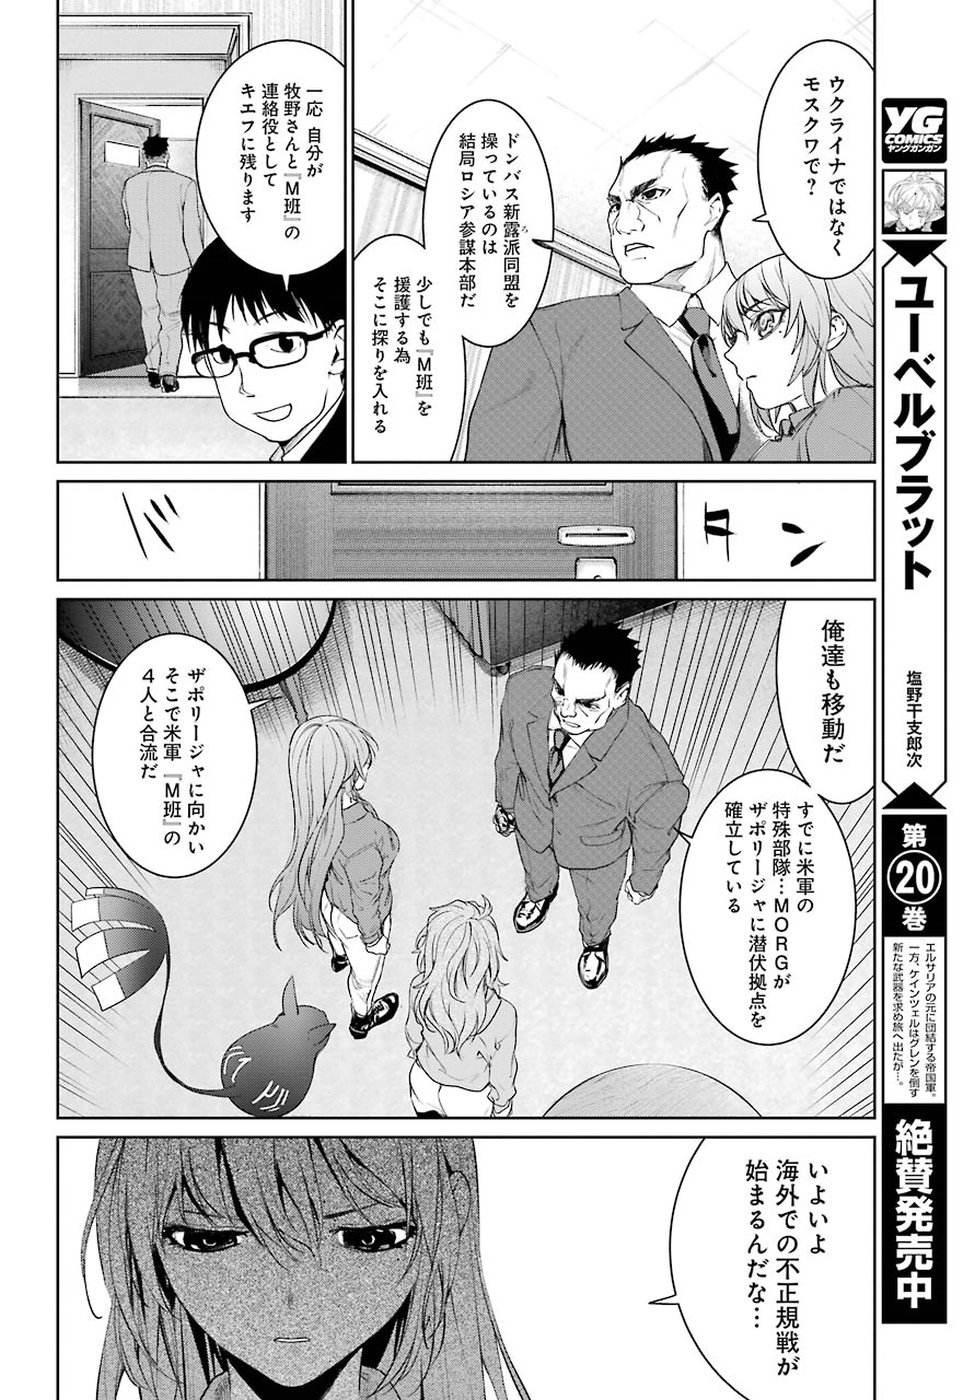 ウクライナではなく
モスクワで？
ドンバス新露派同盟を
ろ
操っているのは
結局ロシア参謀本部だ
少しでも『M班』を
援護する為
そこに探りを入れる
一応 自分が
牧野さんと『M班』の
連絡役として
キエフに残ります
タン
俺達も移動だ
すでに米軍の
特殊部隊…MORGが
ザポリージャに潜伏拠点を
確立している
ザポリージャに向かい
そこで米軍『M班』の
4人と合流だ
いよいよ
海外での不正規戦が
始まるんだな…
YG
COMICS
ヤングガンガン
ユーベルブラット
塩野干支郎次
第
20
巻
エルサリアの元に団結する帝国軍。
一方、ケインツェルはグレンを倒す
新たな武器を求め旅へ出たが…。
絶賛発売中